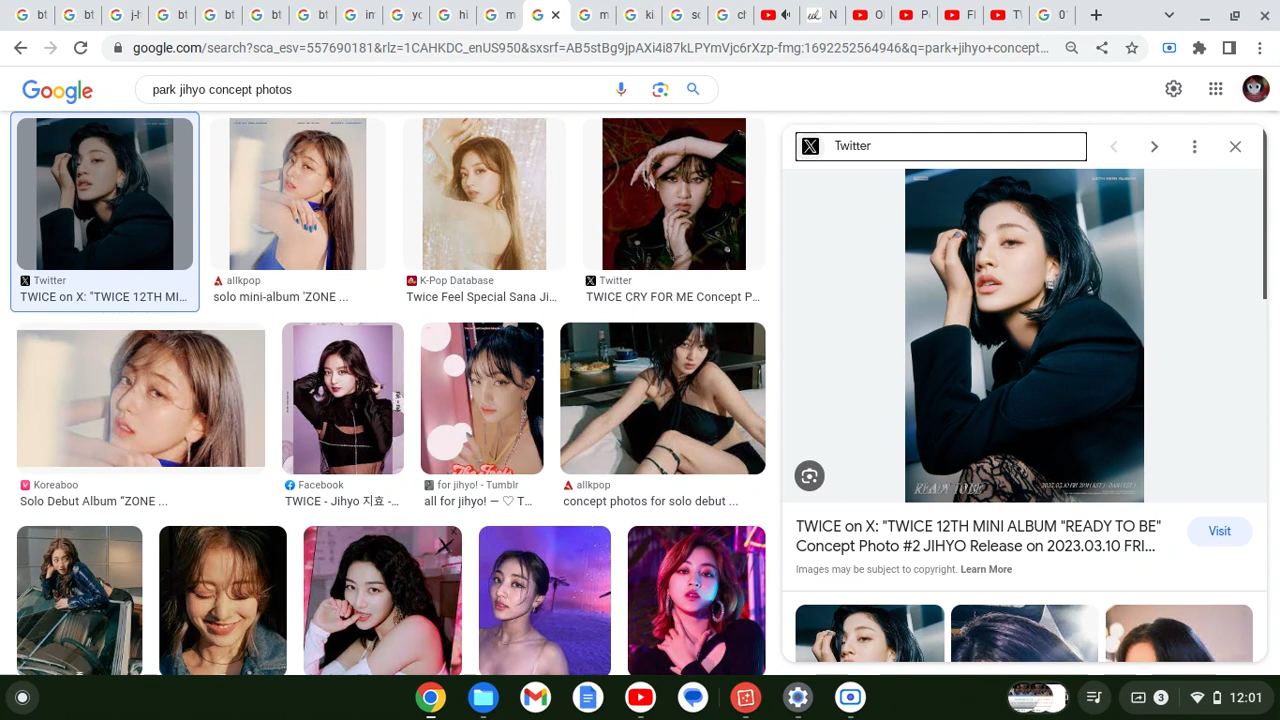 google.com/search?sca_esv=557690181&rlz=1CAHKDC_enUS950&sxsrf=AB5stBg9jpAXi4i87kLPYmVjc6rXzp-fmg:1692252564946&q=park+jihyo+concept...
Google
park jihyo concept photos
Twitter
TWICE on X: "TWICE 12TH MI...
allkpop
solo mini-album 'ZONE ...
K-Pop Database
Twice Feel Special Sana Ji...
Twitter
TWICE CRY FOR ME Concept P...
Koreaboo
Solo Debut Album "ZONE ...
Facebook
TWICE - Jihyo 지효 -...
for jihyo! - Tumblr
all for jihyo! — ♡ T...
allkpop
concept photos for solo debut ...
Twitter
READY TO BE
TWICE on X: "TWICE 12TH MINI ALBUM "READY TO BE"
Concept Photo #2 JIHYO Release on 2023.03.10 FRI...
Visit
Images may be subject to copyright. Learn More
3
12:01